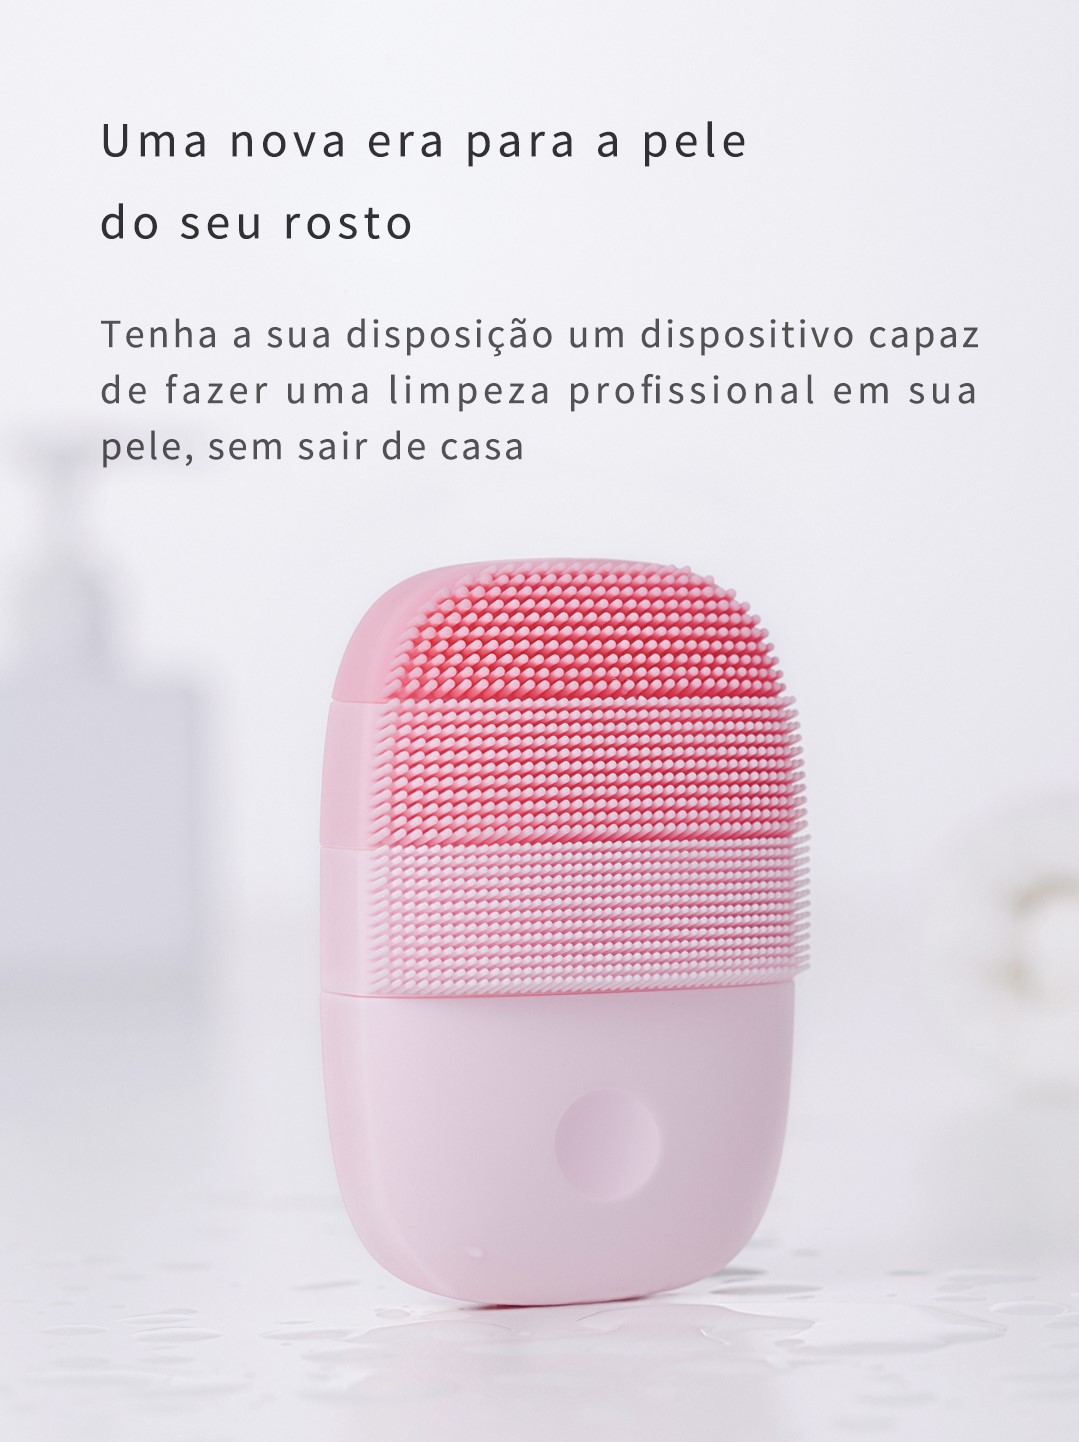 Uma nova era para a pele
do seu rosto
Tenha a sua disposição um dispositivo capaz
de fazer uma limpeza profissional em sua
pele, sem sair de casa